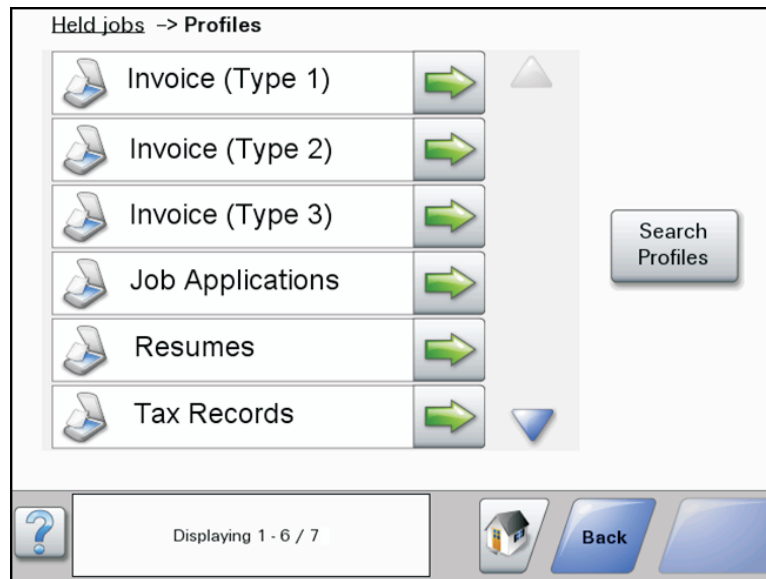 Held jobs –> Profiles
Invoice (Type 1)
Invoice (Type 2)
Invoice (Type 3)
Job Applications
Resumes
Tax Records
Search
Profiles
?
Displaying 1 - 6 / 7
Back